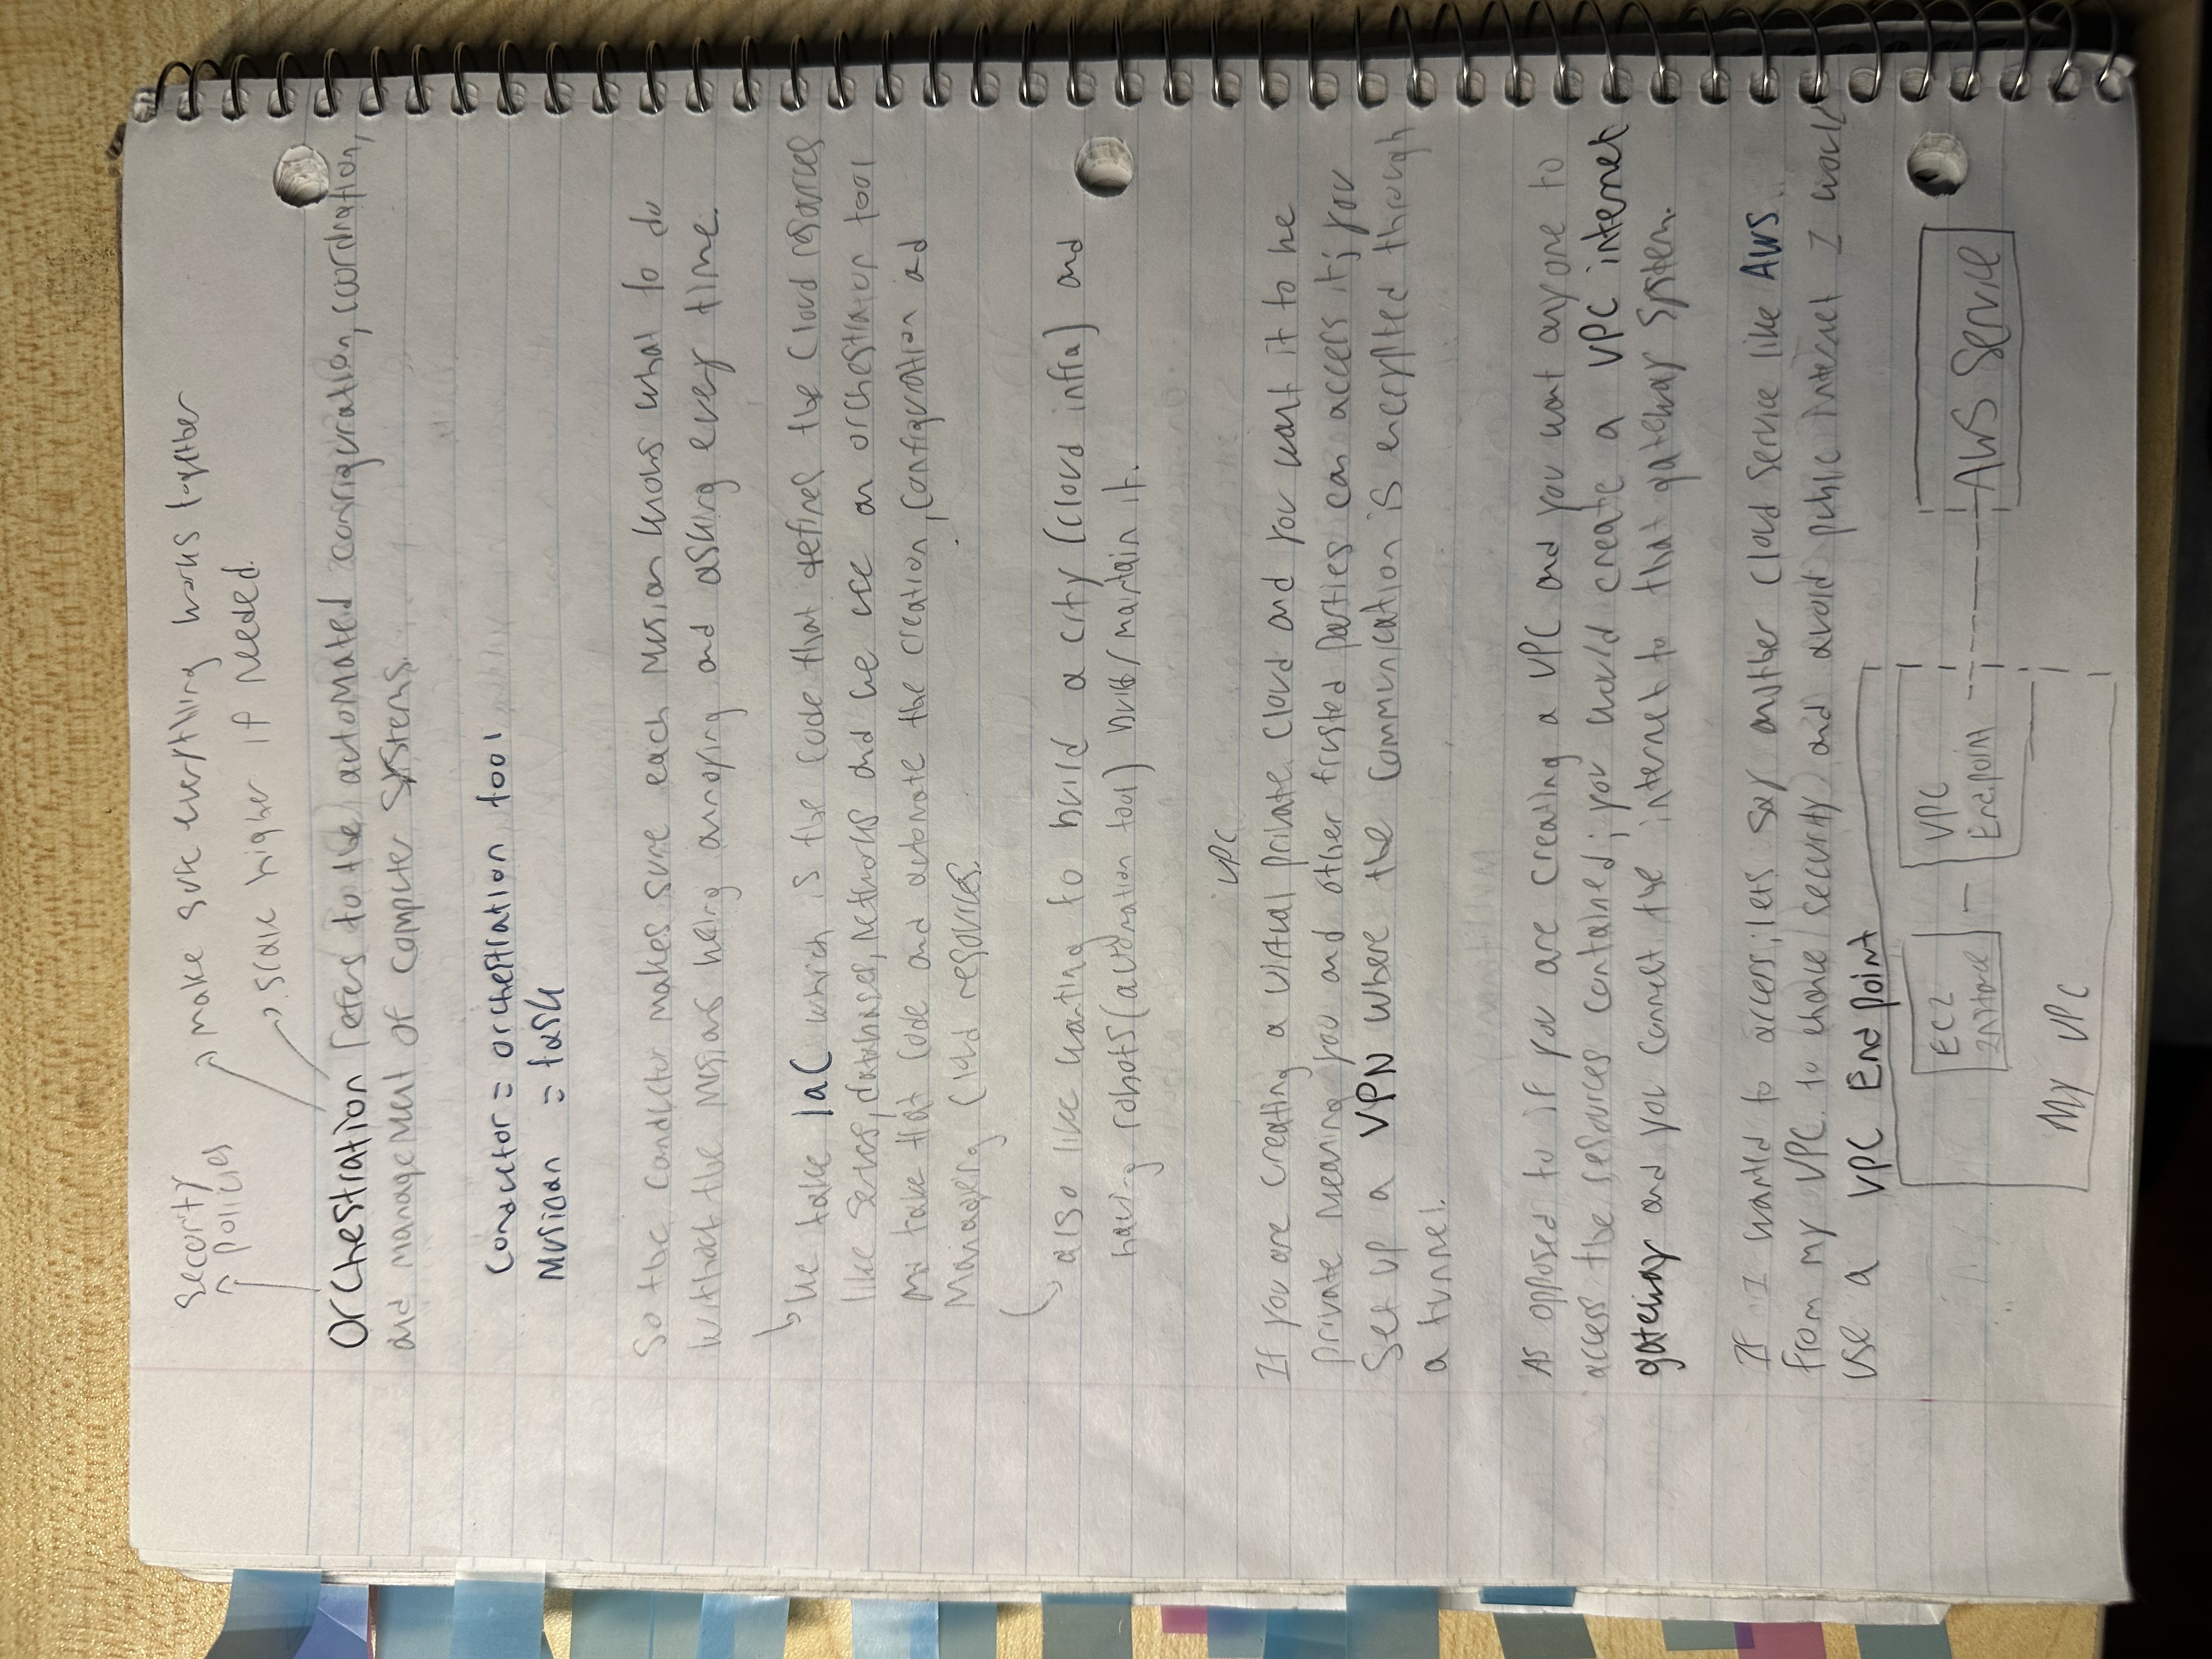 Security
policies
make sure everything works together
scale higher if needed.
Orchestration refers to the automated configuration, coordination,
and management of computer systems.
Conductor = orchestration tool
Musician = task
So the conductor makes sure each musician knows what to do
without the musicians being annoying and asking every time.
we take IaC which is the code that defines the cloud resources
like servers, databases, networks and we use an orchestration tool
and take that code and automate the creation, configuration and
managing cloud resources.
also like wanting to build a city (cloud infra) and
having robots (automation tool) build/maintain it.
VPC
If you are creating a virtual private cloud and you want it to be
private meaning you and other trusted parties can access it; you
set up a VPN where the communication is encrypted through
a tunnel.
As opposed to if you are creating a VPC and you want anyone to
access the resources contained; you would create a VPC internet
gateway and you connect the internet to that gateway system.
If I wanted to access; lets say another cloud service like AWS
from my VPC to enhance security and avoid public internet I would
use a VPC Endpoint
EC2
Instance
VPC
Endpoint
AWS Service
My VPC